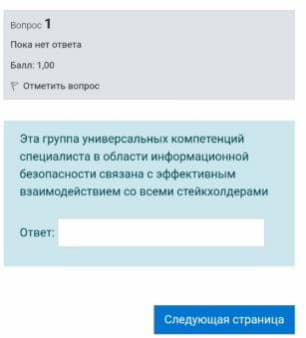 Вопрос 1
Пока нет ответа
Балл: 1,00
Отметить вопрос
Эта группа универсальных компетенций
специалиста в области информационной
безопасности связана с эффективным
взаимодействием со всеми стейкхолдерами
Ответ:
Следующая страница